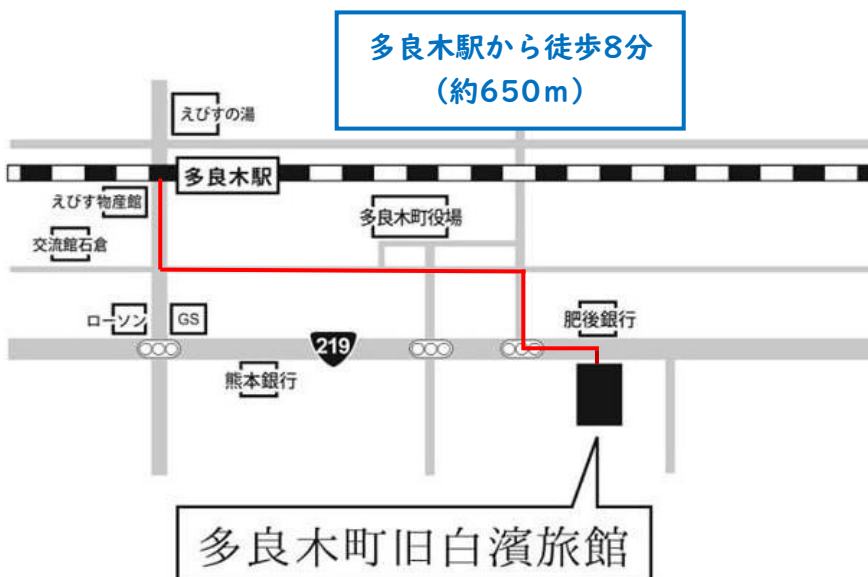 多良木駅から徒歩8分
（約650m）
えびすの湯
多良木駅
えびす物産館
多良木町役場
交流館石倉
ローソン
GS
肥後銀行
219
熊本銀行
多良木町旧白濱旅館